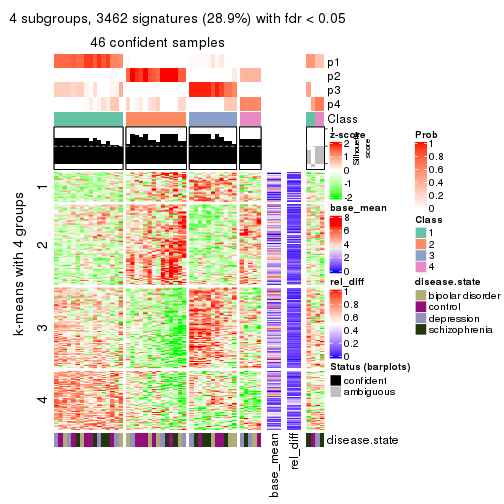 4 subgroups, 3462 signatures (28.9%) with fdr < 0.05
46 confident samples
p1
p2
p3
p4
Class
1
Silhouette
score
k-means with 4 groups
1
2
3
4
z-score
2
1
0
-1
-2
base_mean
8
6
4
2
0
rel_diff
1
0.8
0.6
0.4
0.2
0
Status (barplots)
confident
ambiguous
Prob
1
0.8
0.6
0.4
0.2
0
Class
1
2
3
4
disease.state
bipolar disorder
control
depression
schizophrenia
disease.state
base_mean
rel_diff